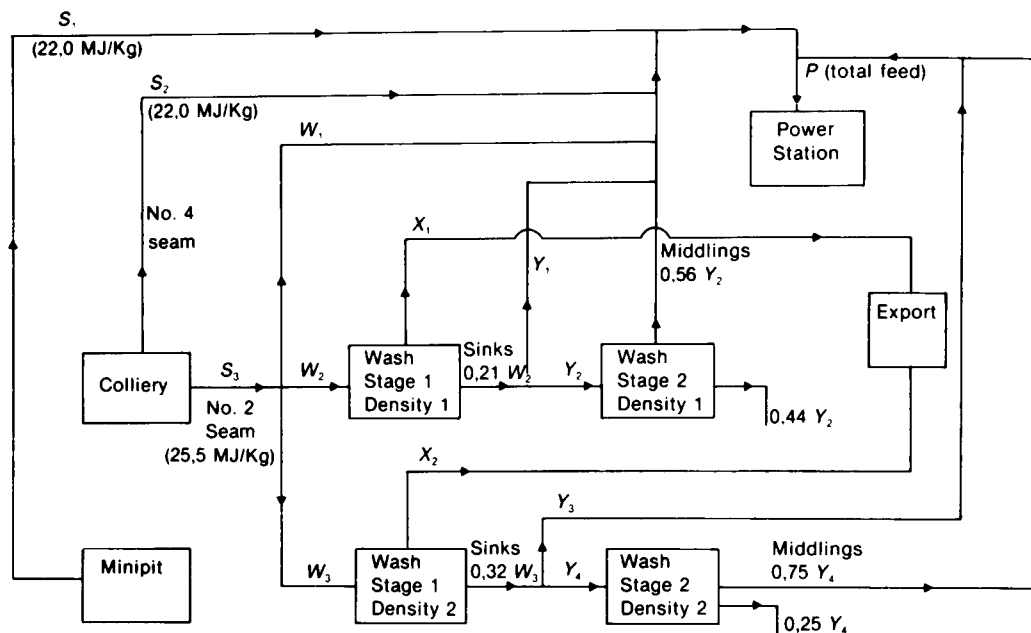 S₁
(22,0 MJ/Kg)
S₂
(22,0 MJ/Kg)
P (total feed)
Power
Station
W₁
No. 4
seam
X₁
Y₁
Middlings
0,56 Y₂
Export
Colliery
S₃
No. 2
Seam
(25,5 MJ/Kg)
W₂
Wash
Stage 1
Density 1
Sinks
0,21 W₂
Y₂
Wash
Stage 2
Density 1
0,44 Y₂
X₂
Y₃
Minipit
W₃
Wash
Stage 1
Density 2
Sinks
0,32 W₃
Y₄
Wash
Stage 2
Density 2
Middlings
0,75 Y₄
0,25 Y₄